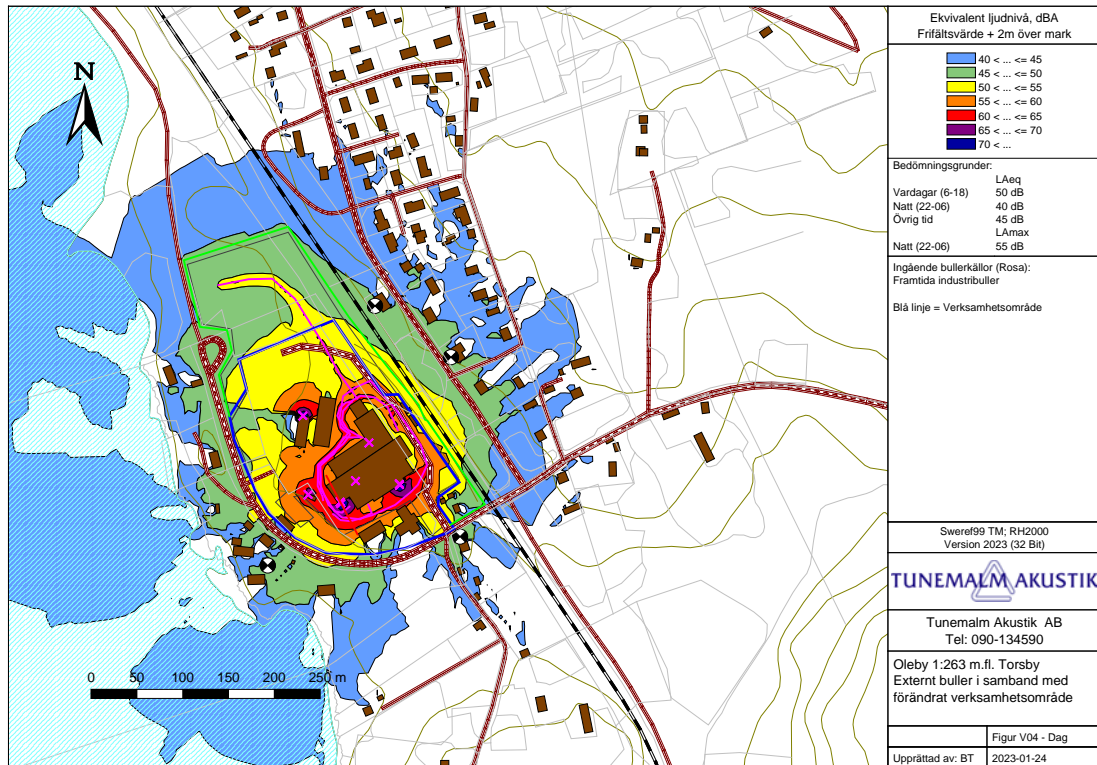 N
0 50 100 150 200 250 m
Ekvivalent ljudnivå, dBA
Frifältsvärde + 2m över mark
40 < ... <= 45
45 < ... <= 50
50 < ... <= 55
55 < ... <= 60
60 < ... <= 65
65 < ... <= 70
70 < ...
Bedömningsgrunder:
LAeq
Vardagar (6-18) 50 dB
Natt (22-06) 40 dB
Övrig tid 45 dB
LAmax
Natt (22-06) 55 dB
Ingående bullerkällor (Rosa):
Framtida industribuller
Blå linje = Verksamhetsområde
Sweref99 TM; RH2000
Version 2023 (32 Bit)
TUNEMALM AKUSTIK
Tunemalm Akustik AB
Tel: 090-134590
Oleby 1:263 m.fl. Torsby
Externt buller i samband med
förändrat verksamhetsområde
Figur V04 - Dag
Upprättad av: BT 2023-01-24